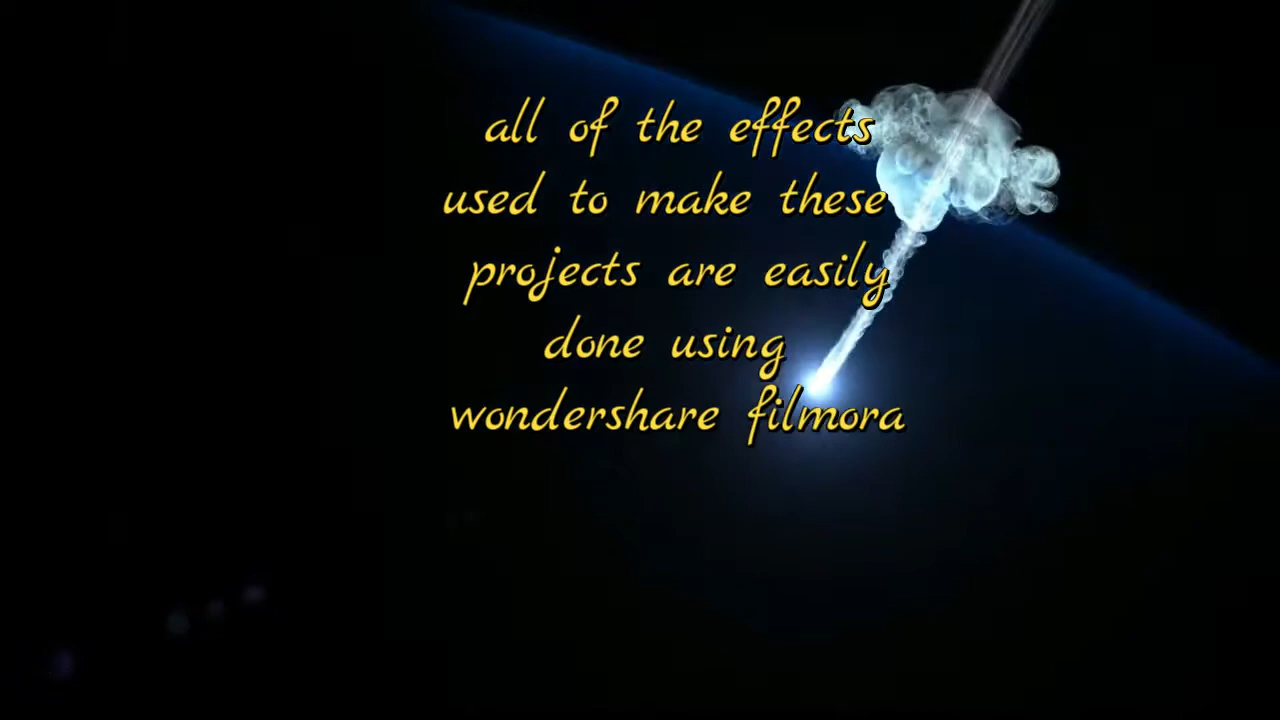 all of the effects
used to make these
projects are easily
done using
wondershare filmora